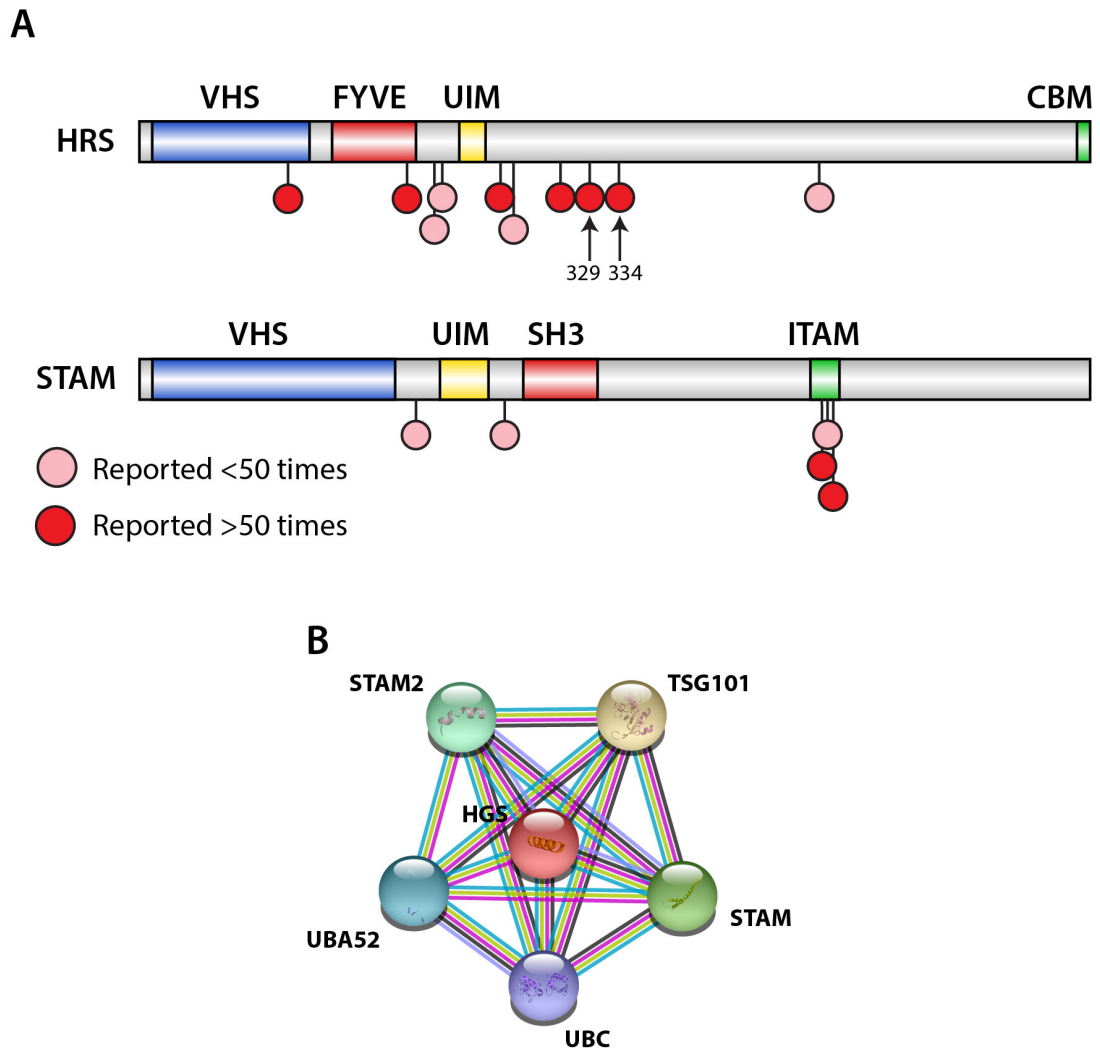 A
VHS FYVE UIM CBM
HRS
329 334
VHS UIM SH3 ITAM
STAM
Reported <50 times
Reported >50 times
B
STAM2 TSG101
HGS
UBA52 STAM
UBC